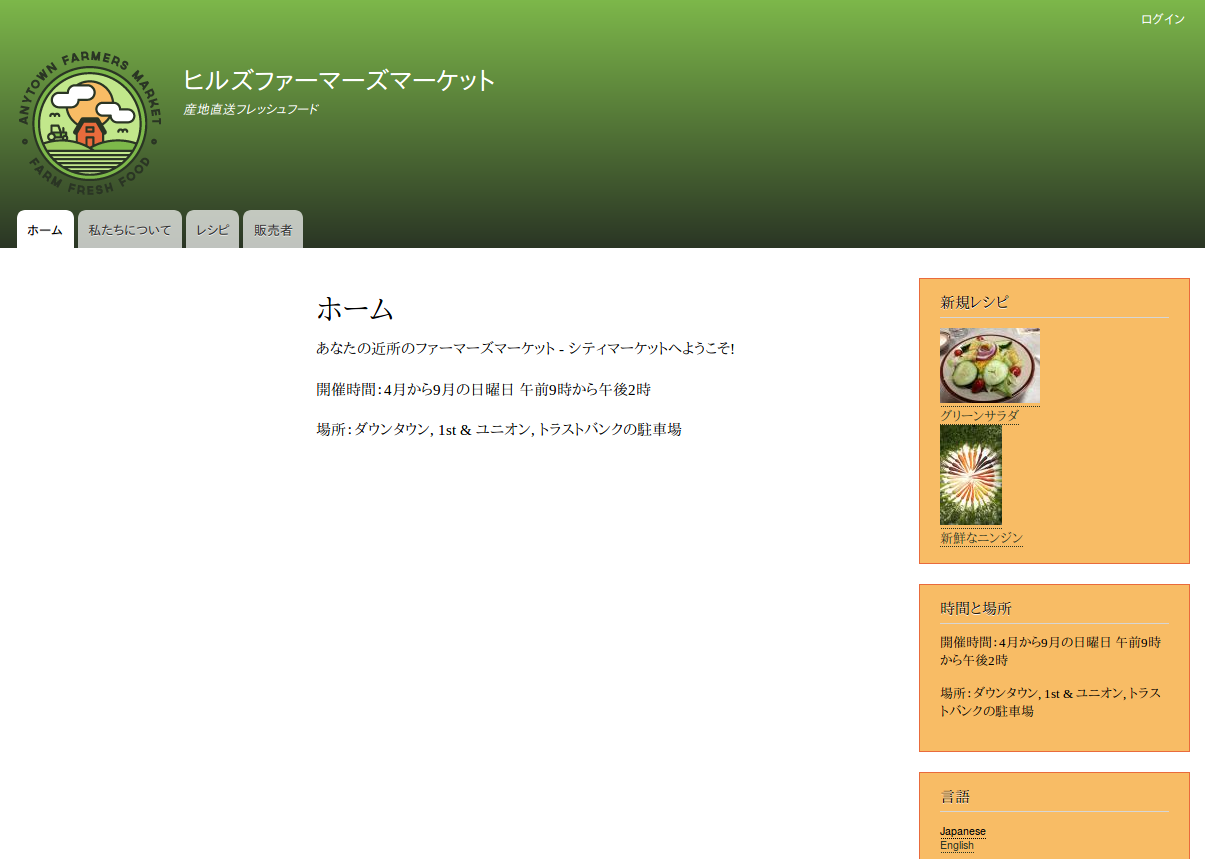 ログイン
ANYTOWN FARMERS MARKET
FARM FRESH FOOD
ヒルズファーマーズマーケット
産地直送フレッシュフード
ホーム
私たちについて
レシピ
販売者
ホーム
あなたの近所のファーマーズマーケット - シティマーケットへようこそ!
開催時間：4月から9月の日曜日 午前9時から午後2時
場所：ダウンタウン, 1st & ユニオン, トラストバンクの駐車場
新規レシピ
グリーンサラダ
新鮮なニンジン
時間と場所
開催時間：4月から9月の日曜日 午前9時
から午後2時
場所：ダウンタウン, 1st & ユニオン, トラス
トバンクの駐車場
言語
Japanese
English